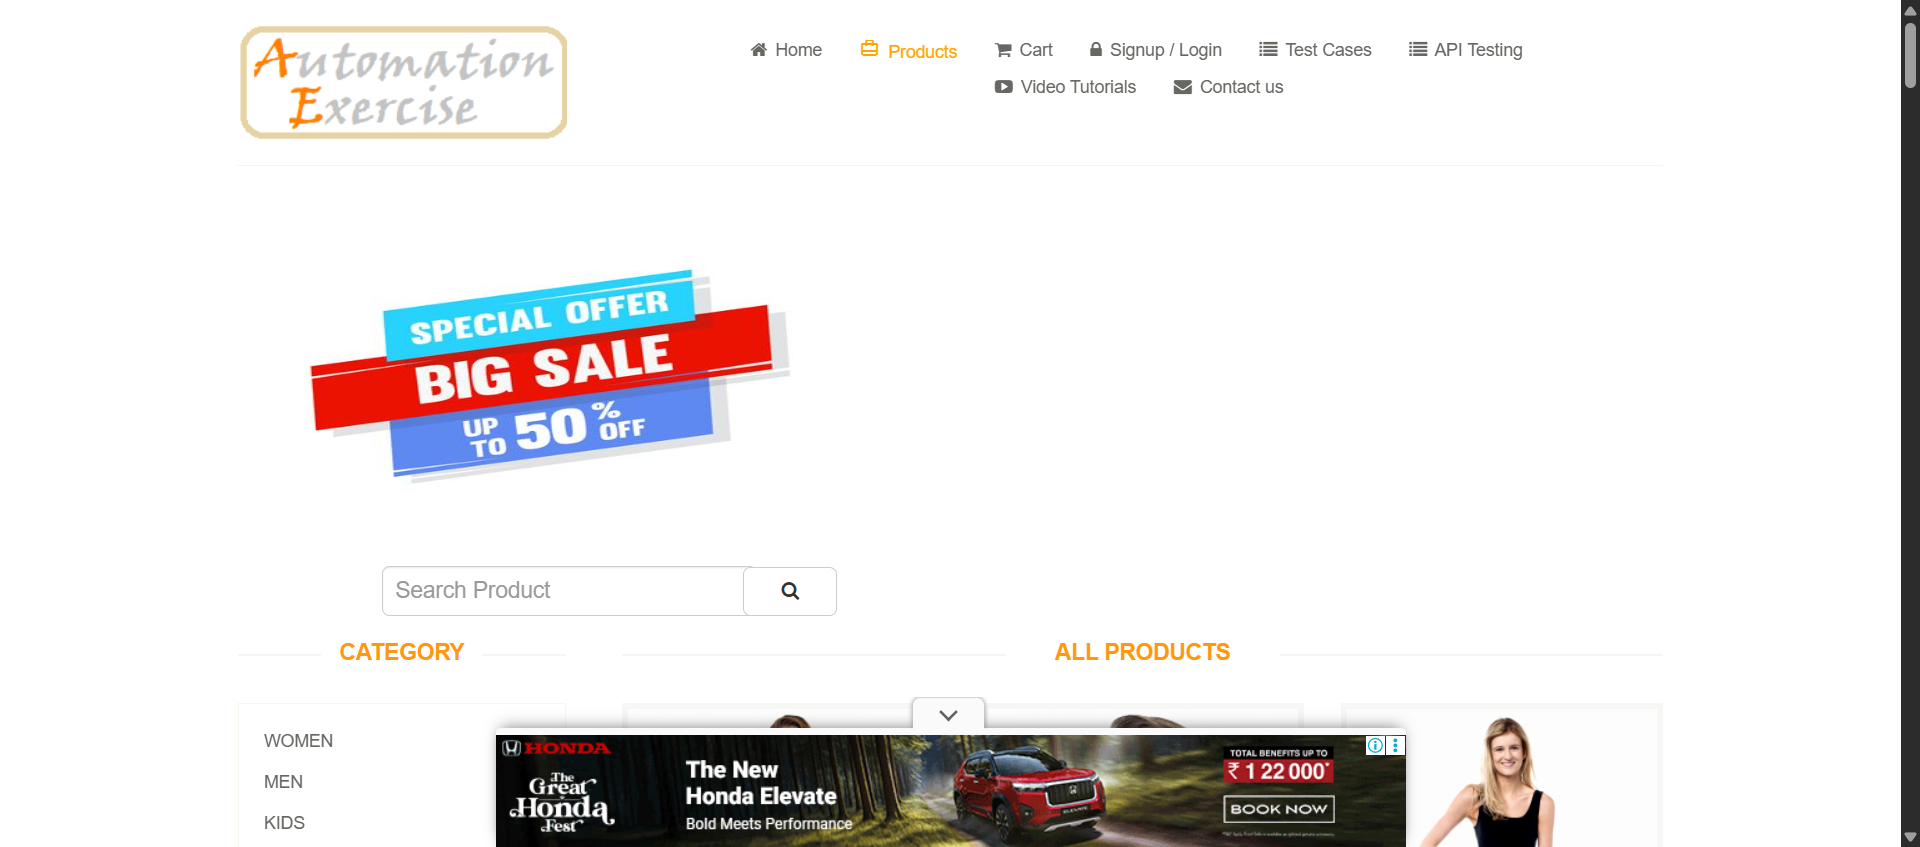 Automation
Exercise
Home
Products
Cart
Signup / Login
Test Cases
API Testing
Video Tutorials
Contact us
SPECIAL OFFER
BIG SALE
UP TO 50% OFF
Search Product
CATEGORY
ALL PRODUCTS
WOMEN
MEN
KIDS
HONDA
The
Great
Honda
Fest
The New
Honda Elevate
Bold Meets Performance
TOTAL BENEFITS UP TO
₹ 1 22 000*
BOOK NOW
ELEVATE